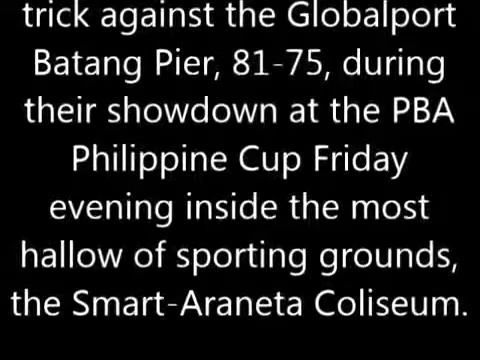 trick against the Globalport
Batang Pier, 81-75, during
their showdown at the PBA
Philippine Cup Friday
evening inside the most
hallow of sporting grounds,
the Smart-Araneta Coliseum.